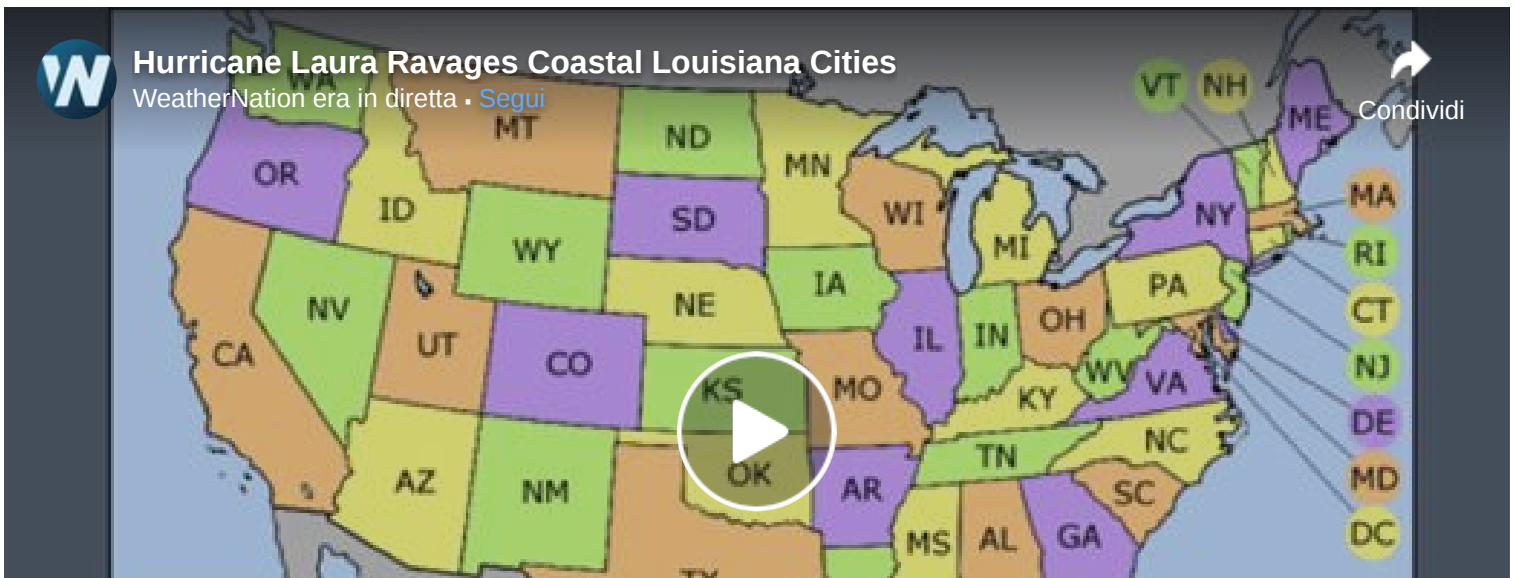 Hurricane Laura Ravages Coastal Louisiana Cities
WeatherNation era in diretta · Segui
Condividi
W
WA
MT
ND
MN
VT
NH
ME
OR
ID
SD
WI
MI
NY
MA
WY
RI
NV
NE
IA
PA
CT
CA
UT
CO
IL
IN
OH
NJ
KS
MO
KY
WV
VA
DE
AZ
NM
OK
AR
TN
NC
SC
MD
MS
AL
GA
DC
TX